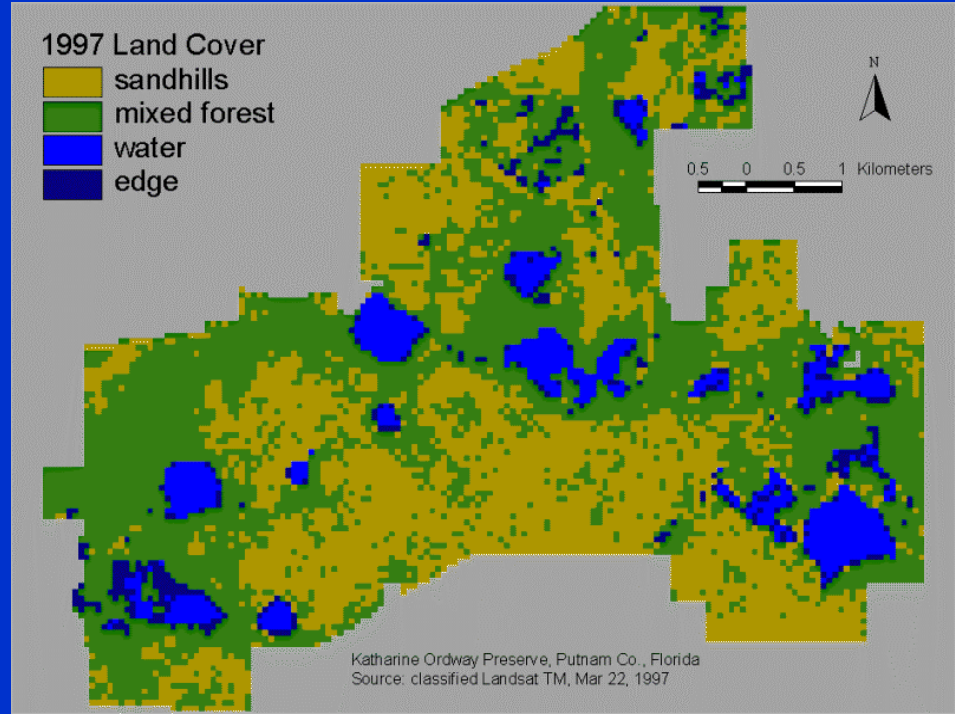 1997 Land Cover
sandhills
mixed forest
water
edge
N
0.5 0 0.5 1 Kilometers
Katharine Ordway Preserve, Putnam Co., Florida
Source: classified Landsat TM, Mar 22, 1997